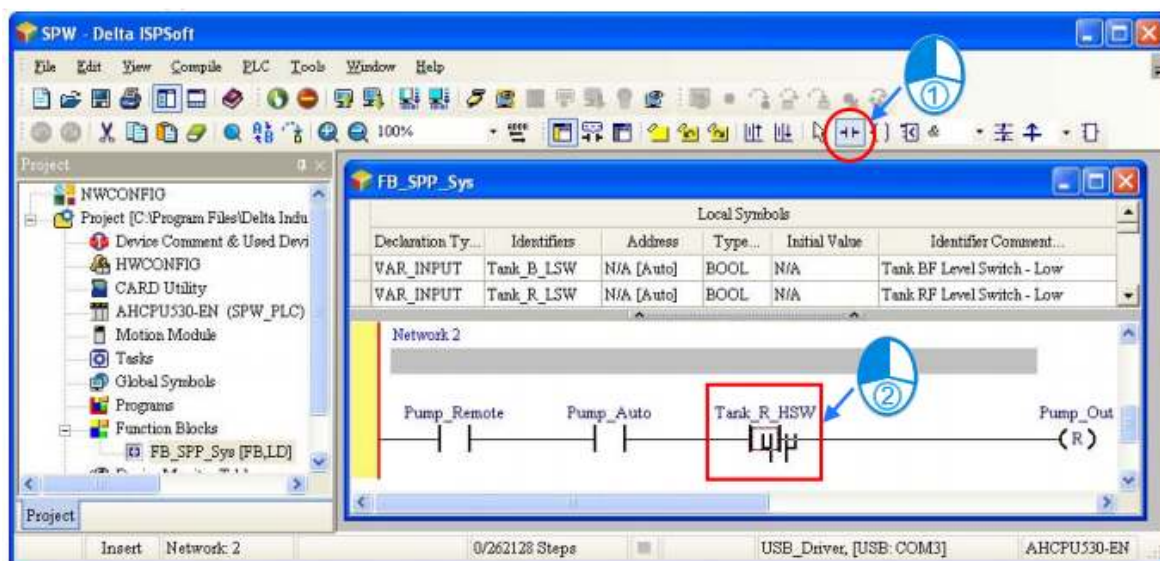 SPW - Delta ISPSoft
File Edit View Compile PLC Tools Window Help
①
100%
&
Project
NWCONFIG
Project [C:\Program Files\Delta Indu
Device Comment & Used Devi
HWCONFIG
CARD Utility
AHCPU530-EN (SPW_PLC)
Motion Module
Tasks
Global Symbols
Programs
Function Blocks
FB_SPP_Sys [FB,LD]
Project
FB_SPP_Sys
Local Symbols
Declaration Ty... Identifiers Address Type... Initial Value Identifier Comment...
VAR_INPUT Tank_B_LSW N/A [Auto] BOOL N/A Tank BF Level Switch - Low
VAR_INPUT Tank_R_LSW N/A [Auto] BOOL N/A Tank RF Level Switch - Low
Network 2
②
Pump_Remote Pump_Auto Tank_R_HSW Pump_Out
R
Insert Network: 2 0/262128 Steps USB_Driver, [USB: COM3] AHCPU530-EN